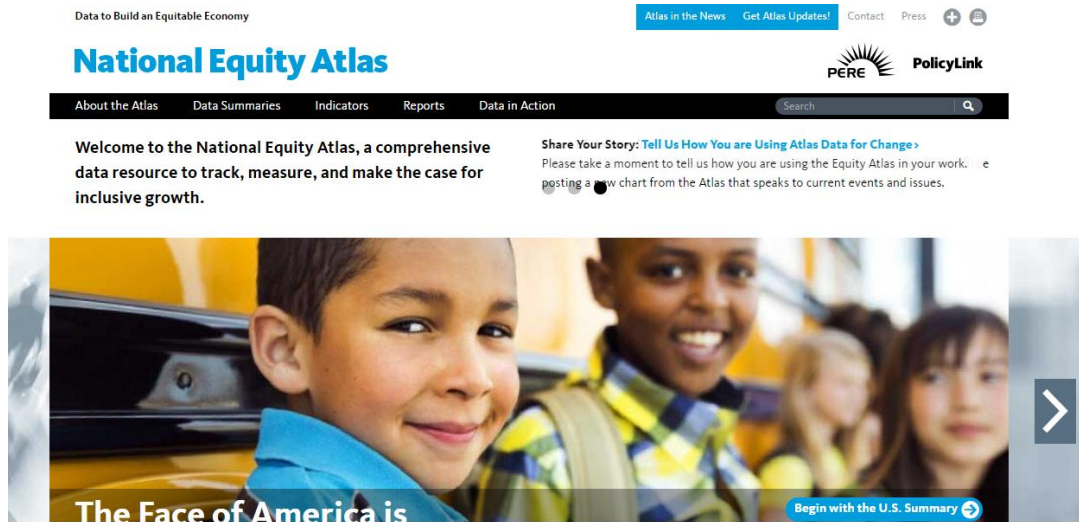 Data to Build an Equitable Economy
Atlas in the News Get Atlas Updates! Contact Press
National Equity Atlas
PERE PolicyLink
About the Atlas Data Summaries Indicators Reports Data in Action Search
Welcome to the National Equity Atlas, a comprehensive
data resource to track, measure, and make the case for
inclusive growth.
Share Your Story: Tell Us How You are Using Atlas Data for Change ›
Please take a moment to tell us how you are using the Equity Atlas in your work. e
posting a new chart from the Atlas that speaks to current events and issues.
The Face of America is
Begin with the U.S. Summary